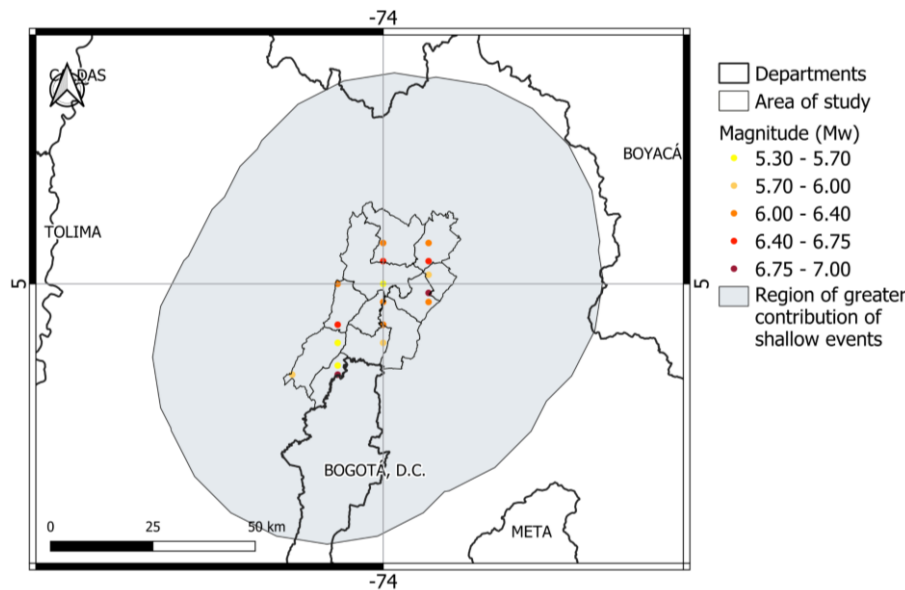 -74
CALDAS
BOYACÁ
TOLIMA
5
5
BOGOTÁ, D.C.
META
0 25 50 km
-74
Departments
Area of study
Magnitude (Mw)
5.30 - 5.70
5.70 - 6.00
6.00 - 6.40
6.40 - 6.75
6.75 - 7.00
Region of greater
contribution of
shallow events